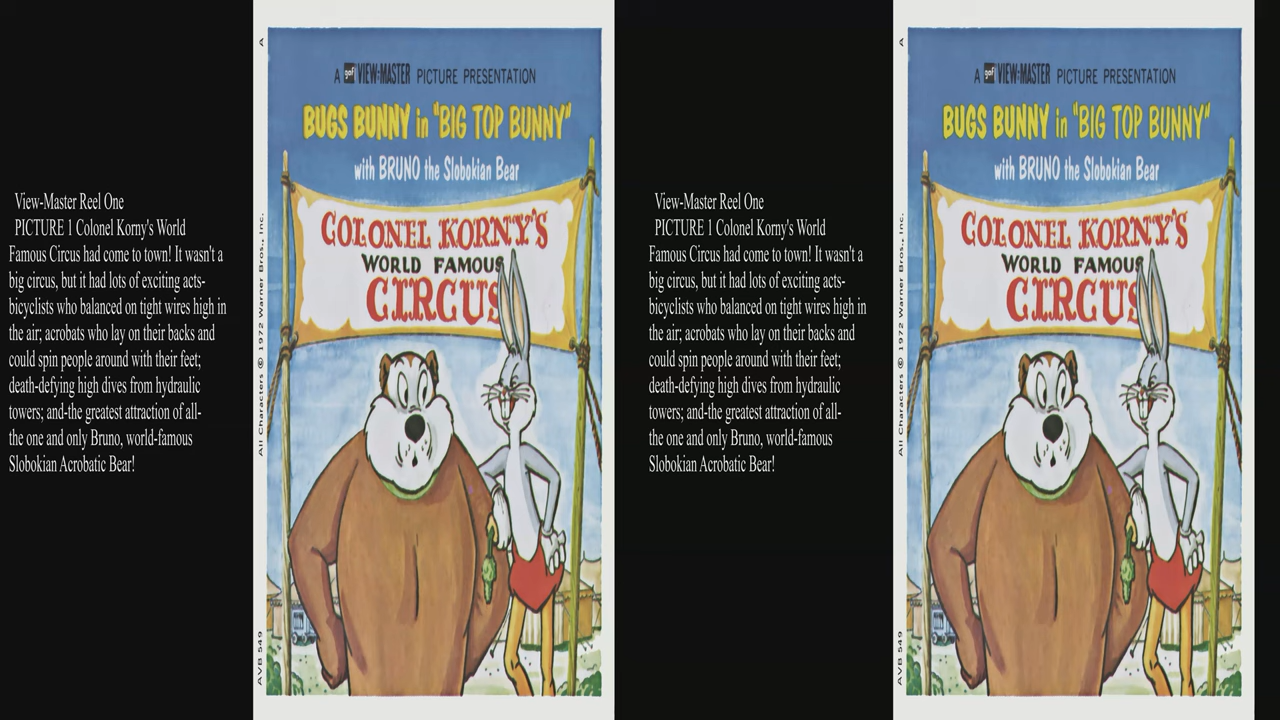 View-Master Reel One
PICTURE 1 Colonel Korny's World
Famous Circus had come to town! It wasn't a
big circus, but it had lots of exciting acts-
bicyclists who balanced on tight wires high in
the air; acrobats who lay on their backs and
could spin people around with their feet;
death-defying high dives from hydraulic
towers; and-the greatest attraction of all-
the one and only Bruno, world-famous
Slobokian Acrobatic Bear!
A
All Characters © 1972 Warner Bros., Inc.
AVB 549
A gaf VIEW-MASTER PICTURE PRESENTATION
BUGS BUNNY in "BIG TOP BUNNY"
with BRUNO the Slobokian Bear
COLONEL KORNY'S
WORLD FAMOUS
CIRCUS
View-Master Reel One
PICTURE 1 Colonel Korny's World
Famous Circus had come to town! It wasn't a
big circus, but it had lots of exciting acts-
bicyclists who balanced on tight wires high in
the air; acrobats who lay on their backs and
could spin people around with their feet;
death-defying high dives from hydraulic
towers; and-the greatest attraction of all-
the one and only Bruno, world-famous
Slobokian Acrobatic Bear!
A
All Characters © 1972 Warner Bros., Inc.
AVB 549
A gaf VIEW-MASTER PICTURE PRESENTATION
BUGS BUNNY in "BIG TOP BUNNY"
with BRUNO the Slobokian Bear
COLONEL KORNY'S
WORLD FAMOUS
CIRCUS